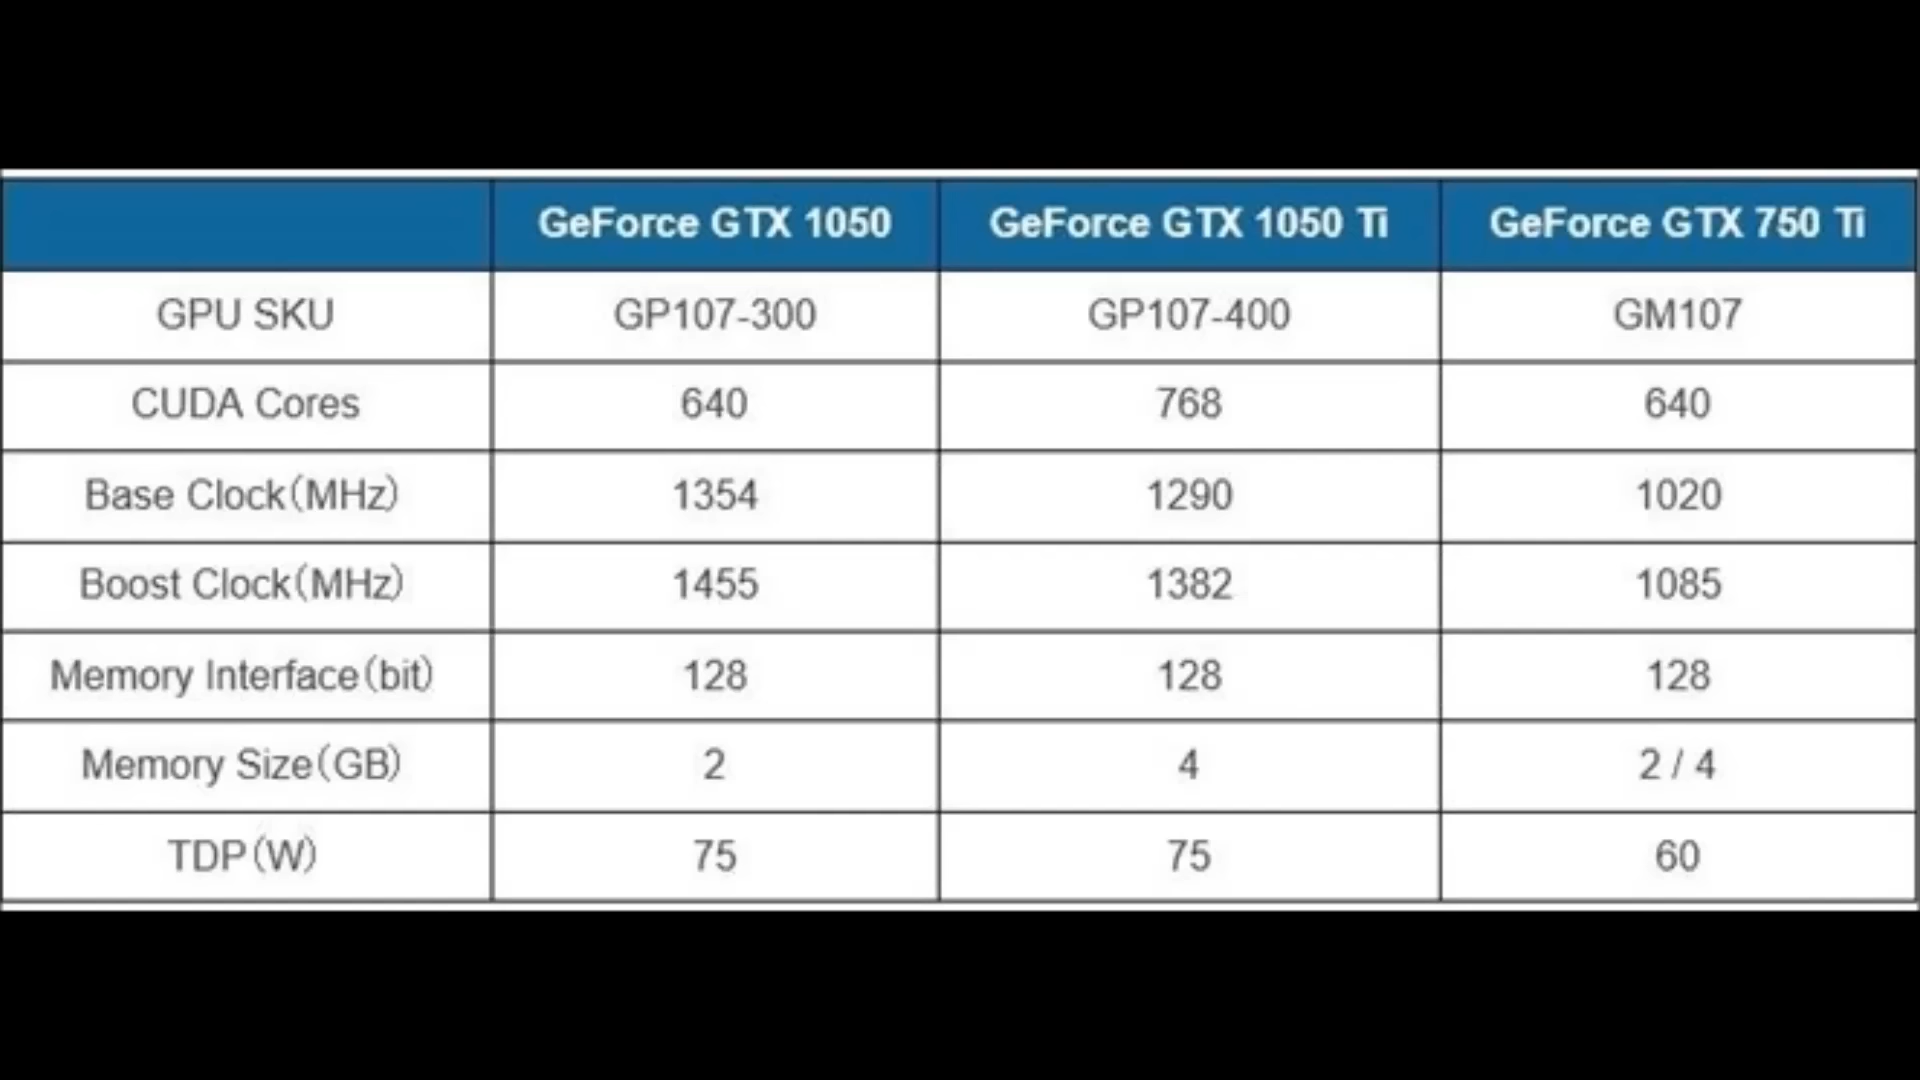 GeForce GTX 1050 GeForce GTX 1050 Ti GeForce GTX 750 Ti
GPU SKU GP107-300 GP107-400 GM107
CUDA Cores 640 768 640
Base Clock(MHz) 1354 1290 1020
Boost Clock(MHz) 1455 1382 1085
Memory Interface(bit) 128 128 128
Memory Size(GB) 2 4 2 / 4
TDP(W) 75 75 60